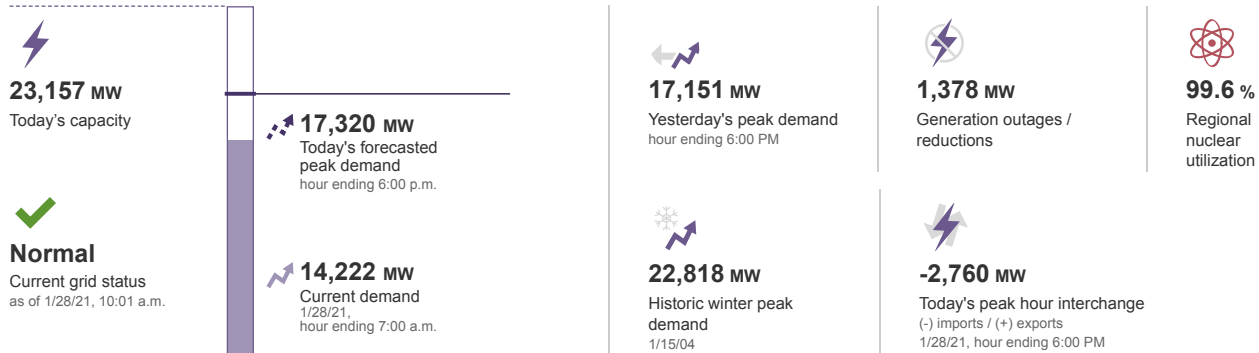 23,157 MW
Today's capacity
Normal
Current grid status
as of 1/28/21, 10:01 a.m.
17,320 MW
Today's forecasted
peak demand
hour ending 6:00 p.m.
14,222 MW
Current demand
1/28/21,
hour ending 7:00 a.m.
17,151 MW
Yesterday's peak demand
hour ending 6:00 PM
1,378 MW
Generation outages /
reductions
99.6 %
Regional
nuclear
utilization
22,818 MW
Historic winter peak
demand
1/15/04
-2,760 MW
Today's peak hour interchange
(-) imports / (+) exports
1/28/21, hour ending 6:00 PM